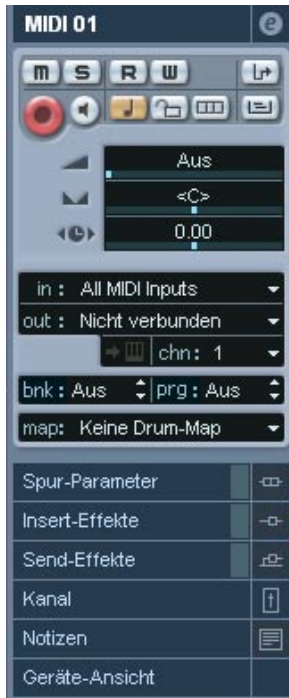 MIDI 01 e
m S R W
Aus
<C>
0.00
in : All MIDI Inputs
out : Nicht verbunden
chn: 1
bnk : Aus prg : Aus
map: Keine Drum-Map
Spur-Parameter
Insert-Effekte
Send-Effekte
Kanal
Notizen
Geräte-Ansicht